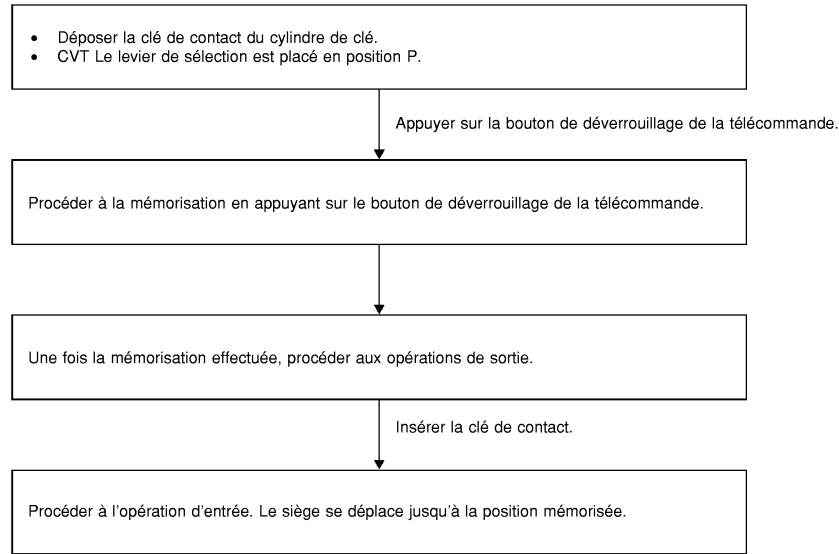 • Déposer la clé de contact du cylindre de clé.
• CVT Le levier de sélection est placé en position P.
Appuyer sur la bouton de déverrouillage de la télécommande.
Procéder à la mémorisation en appuyant sur le bouton de déverrouillage de la télécommande.
Une fois la mémorisation effectuée, procéder aux opérations de sortie.
Insérer la clé de contact.
Procéder à l'opération d'entrée. Le siège se déplace jusqu'à la position mémorisée.